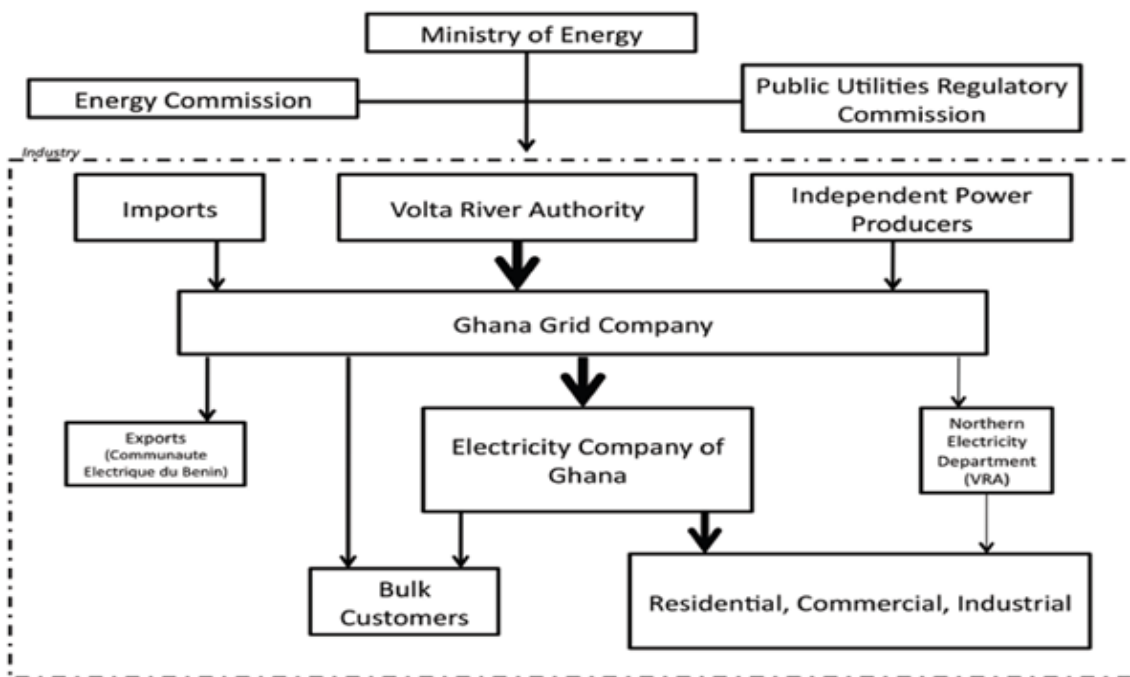 Ministry of Energy
Energy Commission
Public Utilities Regulatory
Commission
Industry
Imports
Volta River Authority
Independent Power
Producers
Ghana Grid Company
Exports
(Communaute
Electrique du Benin)
Electricity Company of
Ghana
Northern
Electricity
Department
(VRA)
Bulk
Customers
Residential, Commercial, Industrial